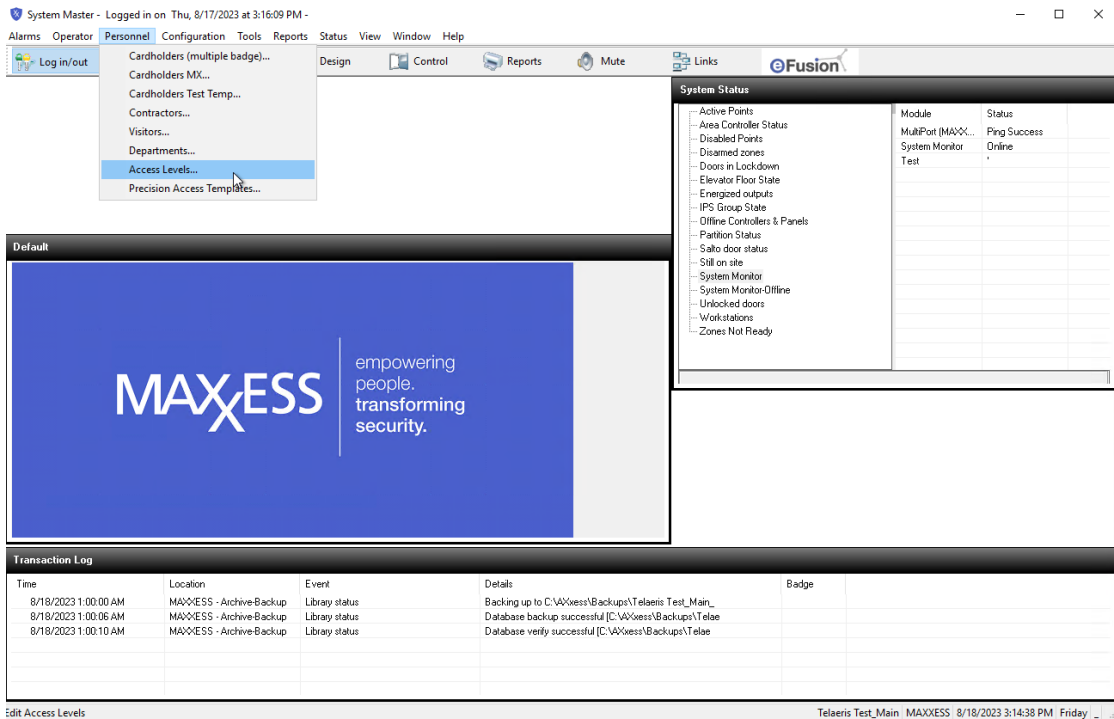 System Master - Logged in on Thu, 8/17/2023 at 3:16:09 PM -
Alarms Operator Personnel Configuration Tools Reports Status View Window Help
Log in/out Design Control Reports Mute Links eFusion
Cardholders (multiple badge)...
Cardholders MX...
Cardholders Test Temp...
Contractors...
Visitors...
Departments...
Access Levels...
Precision Access Templates...
System Status
Active Points
Area Controller Status
Disabled Points
Disarmed zones
Doors in Lockdown
Elevator Floor State
Energized outputs
IPS Group State
Offline Controllers & Panels
Partition Status
Salto door status
Still on site
System Monitor
System Monitor-Offline
Unlocked doors
Workstations
Zones Not Ready
Module Status
MultiPort (MAXX... Ping Success
System Monitor Online
Test *
Default
MAXXESS
empowering
people.
transforming
security.
Transaction Log
Time Location Event Details Badge
8/18/2023 1:00:00 AM MAXXESS - Archive-Backup Library status Backing up to C:\AXxess\Backups\Telaeris Test_Main_
8/18/2023 1:00:06 AM MAXXESS - Archive-Backup Library status Database backup successful [C:\AXxess\Backups\Telae
8/18/2023 1:00:10 AM MAXXESS - Archive-Backup Library status Database verify successful [C:\AXxess\Backups\Telae
Edit Access Levels Telaeris Test_Main MAXXESS 8/18/2023 3:14:38 PM Friday _